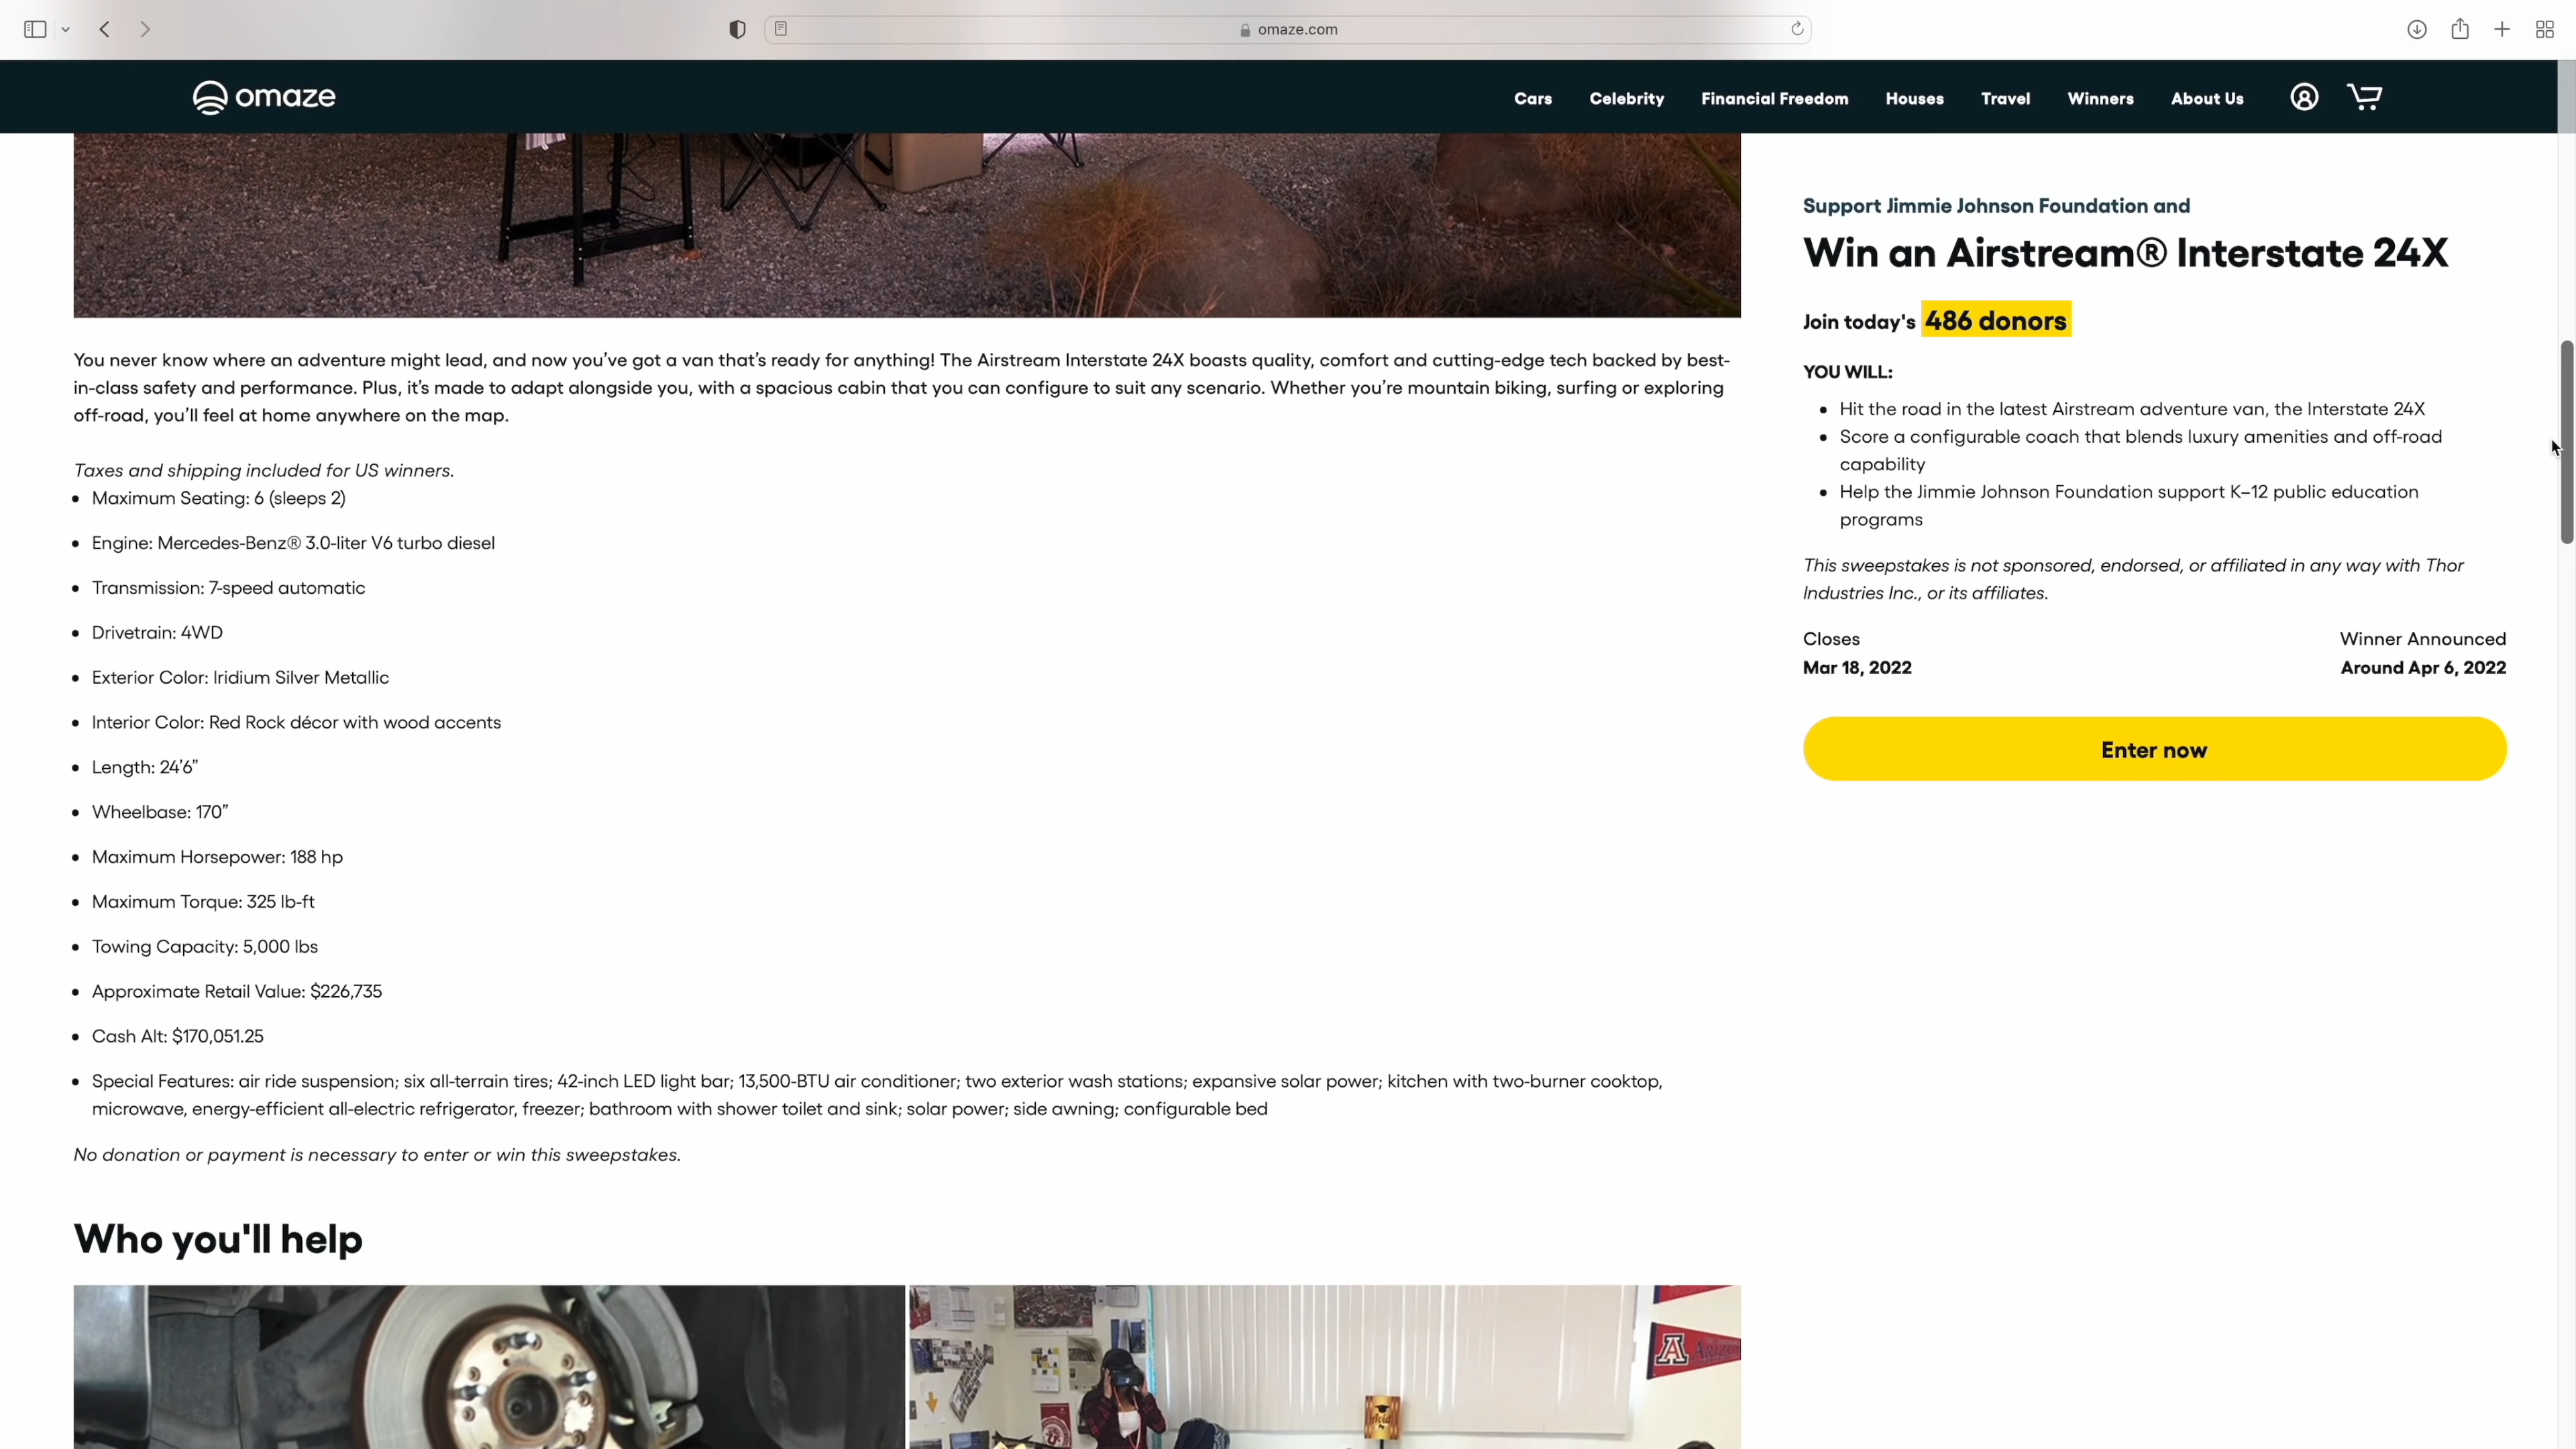 omaze.com
omaze
Cars Celebrity Financial Freedom Houses Travel Winners About Us
You never know where an adventure might lead, and now you’ve got a van that’s ready for anything! The Airstream Interstate 24X boasts quality, comfort and cutting-edge tech backed by best-
in-class safety and performance. Plus, it’s made to adapt alongside you, with a spacious cabin that you can configure to suit any scenario. Whether you’re mountain biking, surfing or exploring
off-road, you’ll feel at home anywhere on the map.
Taxes and shipping included for US winners.
• Maximum Seating: 6 (sleeps 2)
• Engine: Mercedes-Benz® 3.0-liter V6 turbo diesel
• Transmission: 7-speed automatic
• Drivetrain: 4WD
• Exterior Color: Iridium Silver Metallic
• Interior Color: Red Rock décor with wood accents
• Length: 24’6”
• Wheelbase: 170”
• Maximum Horsepower: 188 hp
• Maximum Torque: 325 lb-ft
• Towing Capacity: 5,000 lbs
• Approximate Retail Value: $226,735
• Cash Alt: $170,051.25
• Special Features: air ride suspension; six all-terrain tires; 42-inch LED light bar; 13,500-BTU air conditioner; two exterior wash stations; expansive solar power; kitchen with two-burner cooktop,
microwave, energy-efficient all-electric refrigerator, freezer; bathroom with shower toilet and sink; solar power; side awning; configurable bed
No donation or payment is necessary to enter or win this sweepstakes.
Who you'll help
A Arizona
Support Jimmie Johnson Foundation and
Win an Airstream® Interstate 24X
Join today's 486 donors
YOU WILL:
• Hit the road in the latest Airstream adventure van, the Interstate 24X
• Score a configurable coach that blends luxury amenities and off-road
capability
• Help the Jimmie Johnson Foundation support K–12 public education
programs
This sweepstakes is not sponsored, endorsed, or affiliated in any way with Thor
Industries Inc., or its affiliates.
Closes
Mar 18, 2022
Winner Announced
Around Apr 6, 2022
Enter now